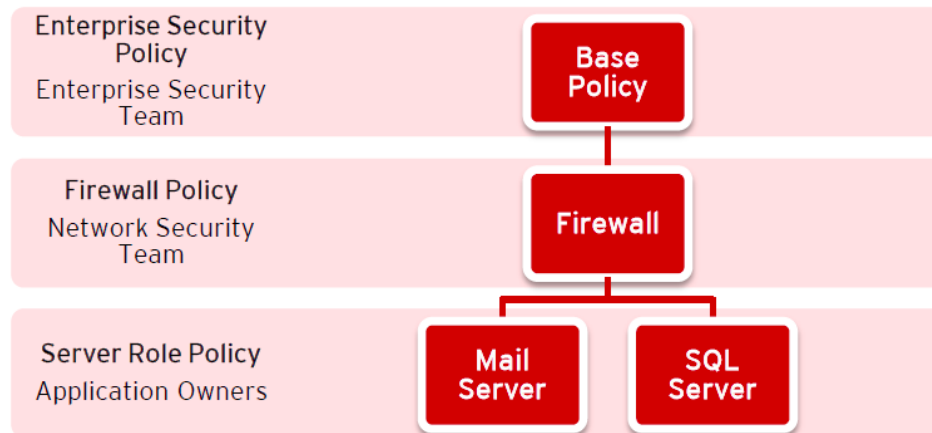 Enterprise Security
Policy
Enterprise Security
Team
Base
Policy
Firewall Policy
Network Security
Team
Firewall
Server Role Policy
Application Owners
Mail
Server
SQL
Server